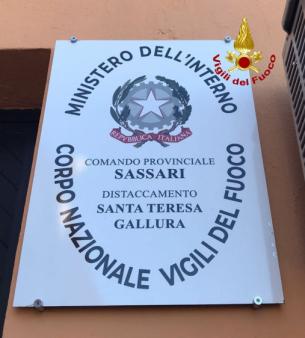 Vigili del Fuoco
MINISTERO DELL'INTERNO
REPVBBLICA ITALIANA
COMANDO PROVINCIALE
SASSARI
DISTACCAMENTO
SANTA TERESA
GALLURA
CORPO NAZIONALE VIGILI DEL FUOCO